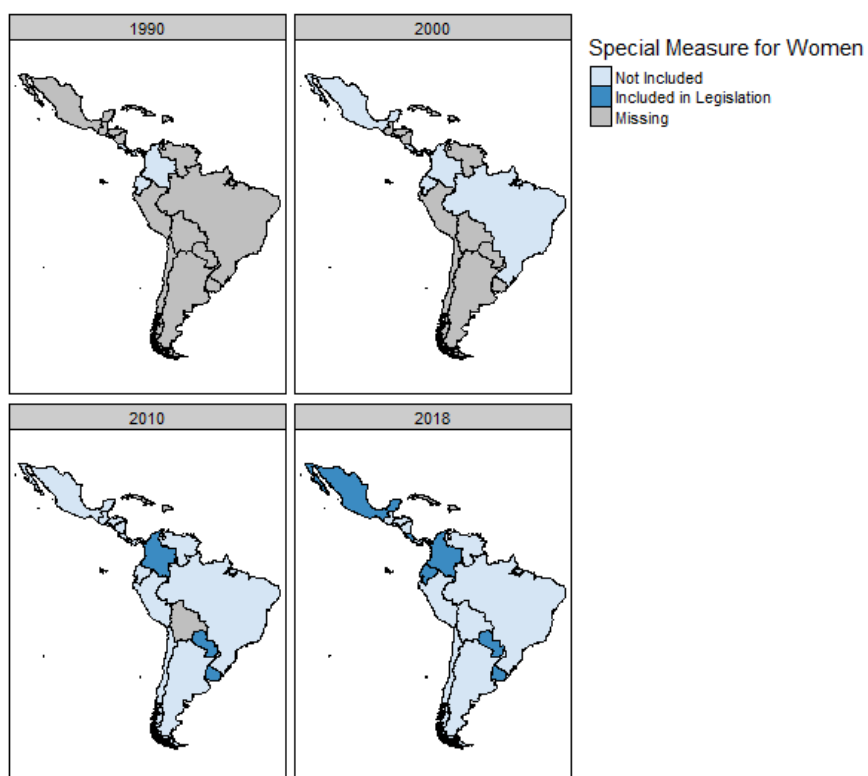 1990
2000
Special Measure for Women
Not Included
Included in Legislation
Missing
2010
2018